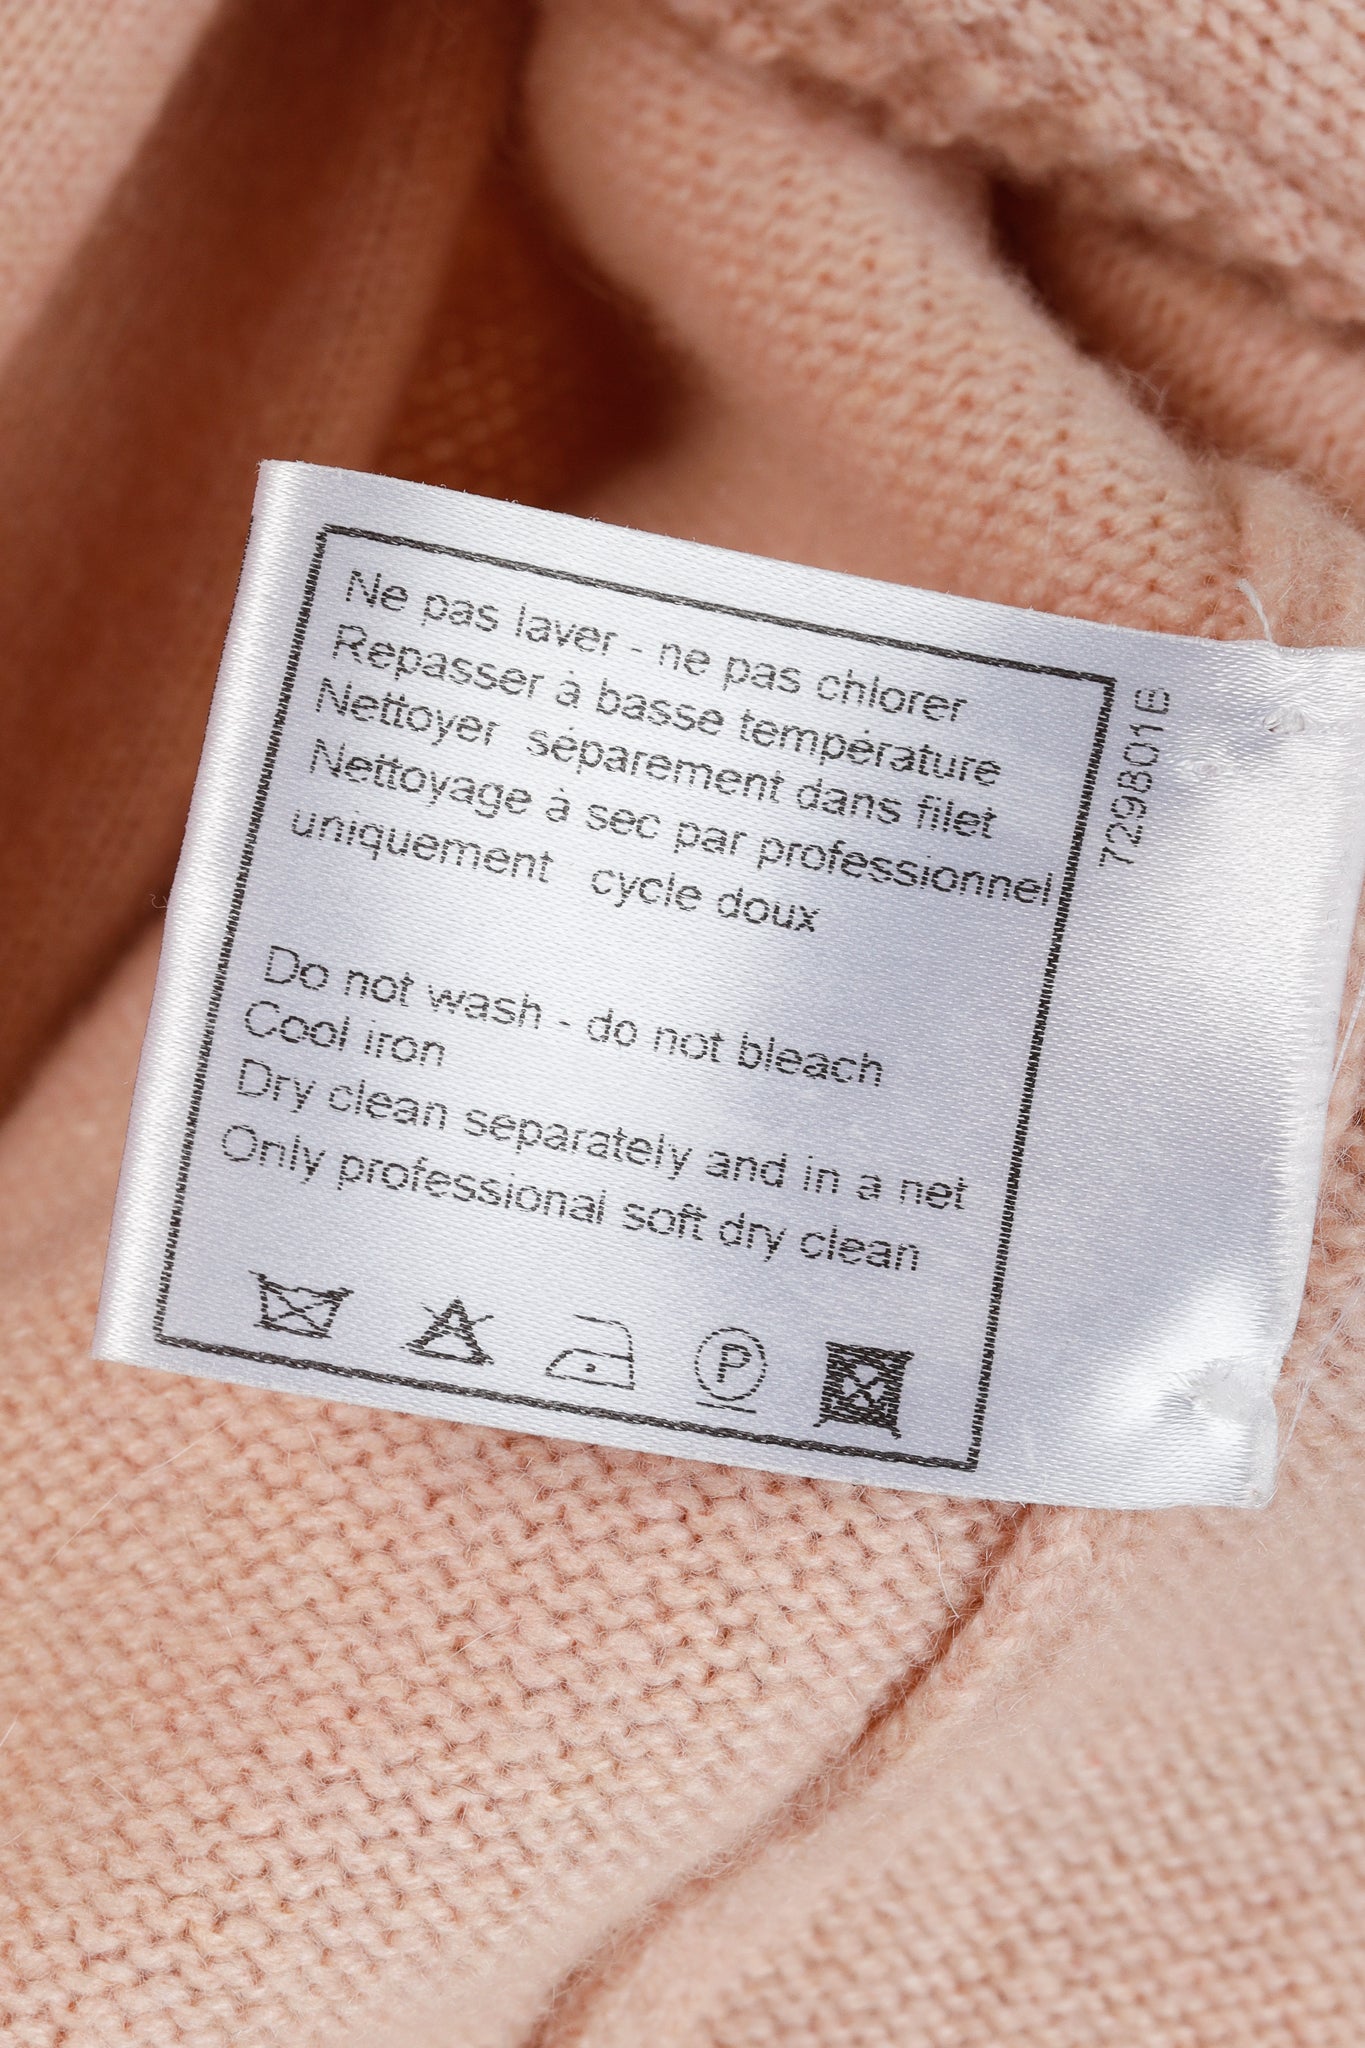 Ne pas laver - ne pas chlorer
Repasser à basse température
Nettoyer séparement dans filet
Nettoyage à sec par professionnel
uniquement cycle doux
Do not wash - do not bleach
Cool iron
Dry clean separately and in a net
Only professional soft dry clean
P
729801B